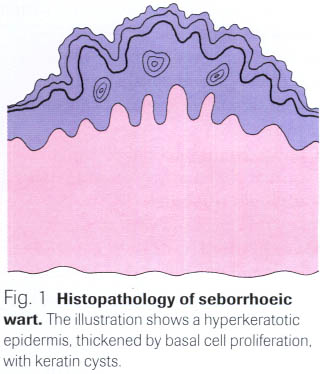 Fig. 1 Histopathology of seborrhoeic
wart. The illustration shows a hyperkeratotic
epidermis, thickened by basal cell proliferation,
with keratin cysts.